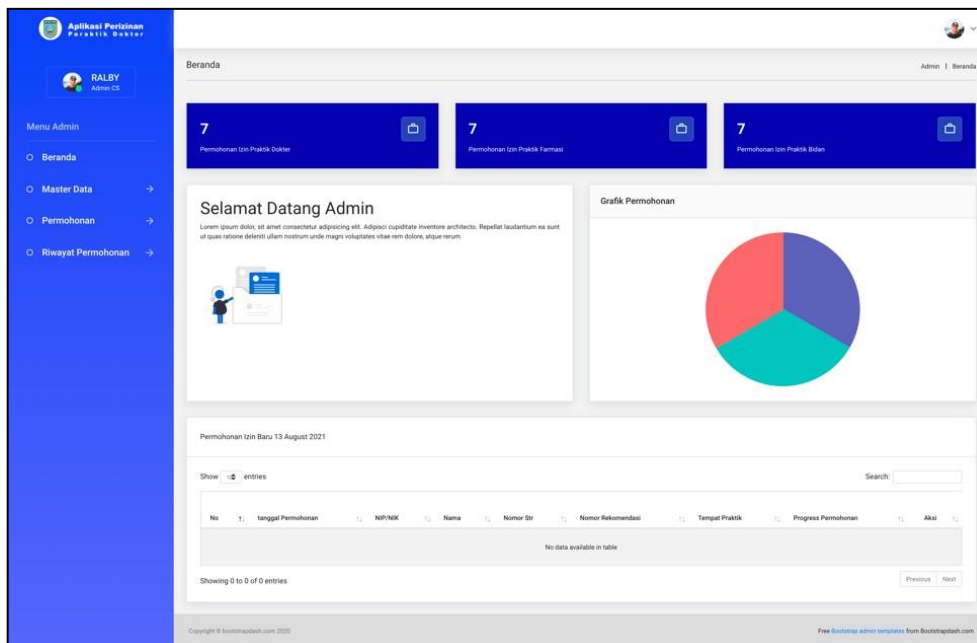 Aplikasi Perizinan
Paraktik Dokter
RALBY
Admin CS
Menu Admin
Beranda
Master Data
Permohonan
Riwayat Permohonan
Beranda
Admin | Beranda
7
Permohonan Izin Praktik Dokter
7
Permohonan Izin Praktik Farmasi
7
Permohonan Izin Praktik Bidan
Selamat Datang Admin
Lorem ipsum dolor, sit amet consectetur adipisicing elit. Adipisci cupiditate inventore architecto. Repellat laudantium ea sunt
ut quas ratione deleniti ullam nostrum unde magni voluptates vitae rem dolore, atque rerum.
Grafik Permohonan
Permohonan Izin Baru 13 August 2021
Show entries
Search:
No tanggal Permohonan NIP/NIK Nama Nomor Str Nomor Rekomendasi Tempat Praktik Progress Permohonan Aksi
No data available in table
Showing 0 to 0 of 0 entries
Previous Next
Copyright © bootstrapdash.com 2020
Free Bootstrap admin templates from Bootstrapdash.com